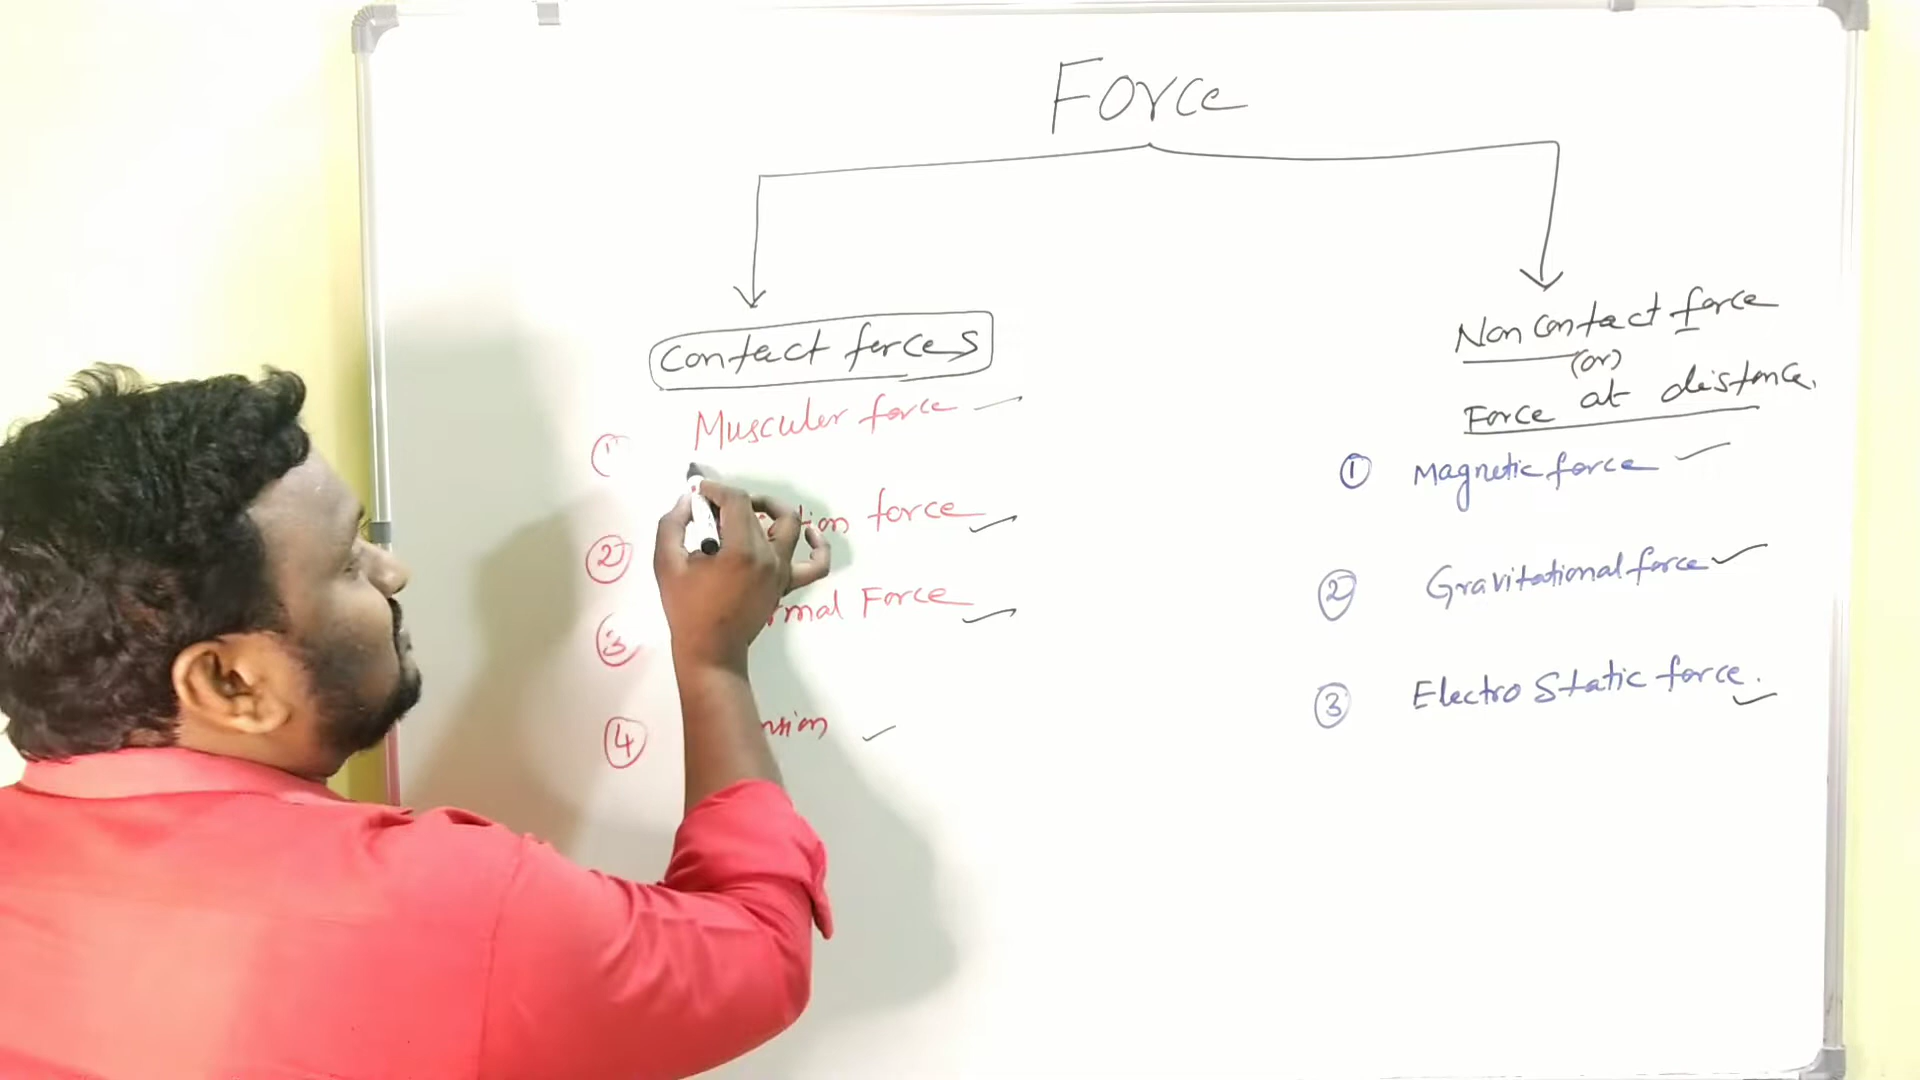 Force
Contact forces
① Musculer force
② force
③ Force
④
Non Contact force
(or)
Force at distance.
① Magnetic force
② Gravitational force
③ Electro Static force.